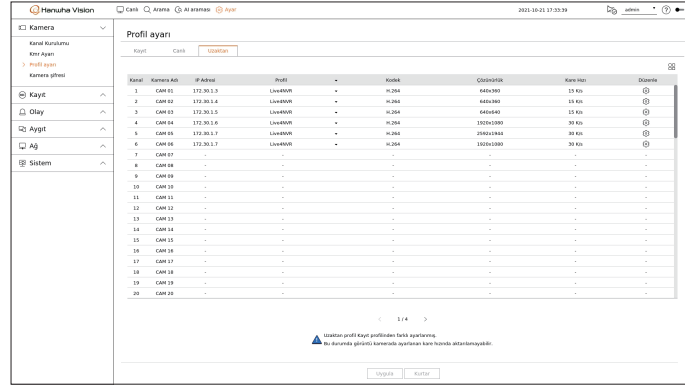 Hanwha Vision
Canlı Arama AI araması Ayar
2021-10-21 17:33:39
admin
Kamera
Kanal Kurulumu
Kmr Ayarı
Profil ayarı
Kamera şifresi
Kayıt
Olay
Aygıt
Ağ
Sistem
Profil ayarı
Kayıt Canlı Uzaktan
Kanal Kamera Adı IP Adresi Profil Kodek Çözünürlük Kare Hızı Düzenle
1 CAM 01 172.30.1.3 Live4NVR H.264 640x360 15 K/s
2 CAM 02 172.30.1.4 Live4NVR H.264 640x360 15 K/s
3 CAM 03 172.30.1.5 Live4NVR H.264 640x640 15 K/s
4 CAM 04 172.30.1.6 Live4NVR H.264 1920x1080 30 K/s
5 CAM 05 172.30.1.7 Live4NVR H.264 2592x1944 30 K/s
6 CAM 06 172.30.1.7 Live4NVR H.264 1920x1080 30 K/s
7 CAM 07 - - - - - -
8 CAM 08 - - - - - -
9 CAM 09 - - - - - -
10 CAM 10 - - - - - -
11 CAM 11 - - - - - -
12 CAM 12 - - - - - -
13 CAM 13 - - - - - -
14 CAM 14 - - - - - -
15 CAM 15 - - - - - -
16 CAM 16 - - - - - -
17 CAM 17 - - - - - -
18 CAM 18 - - - - - -
19 CAM 19 - - - - - -
20 CAM 20 - - - - - -
< 1 / 4 >
Uzaktan profil Kayıt profilinden farklı ayarlanmış.
Bu durumda görüntü kamerada ayarlanan kare hızında aktarılamayabilir.
Uygula Kurtar